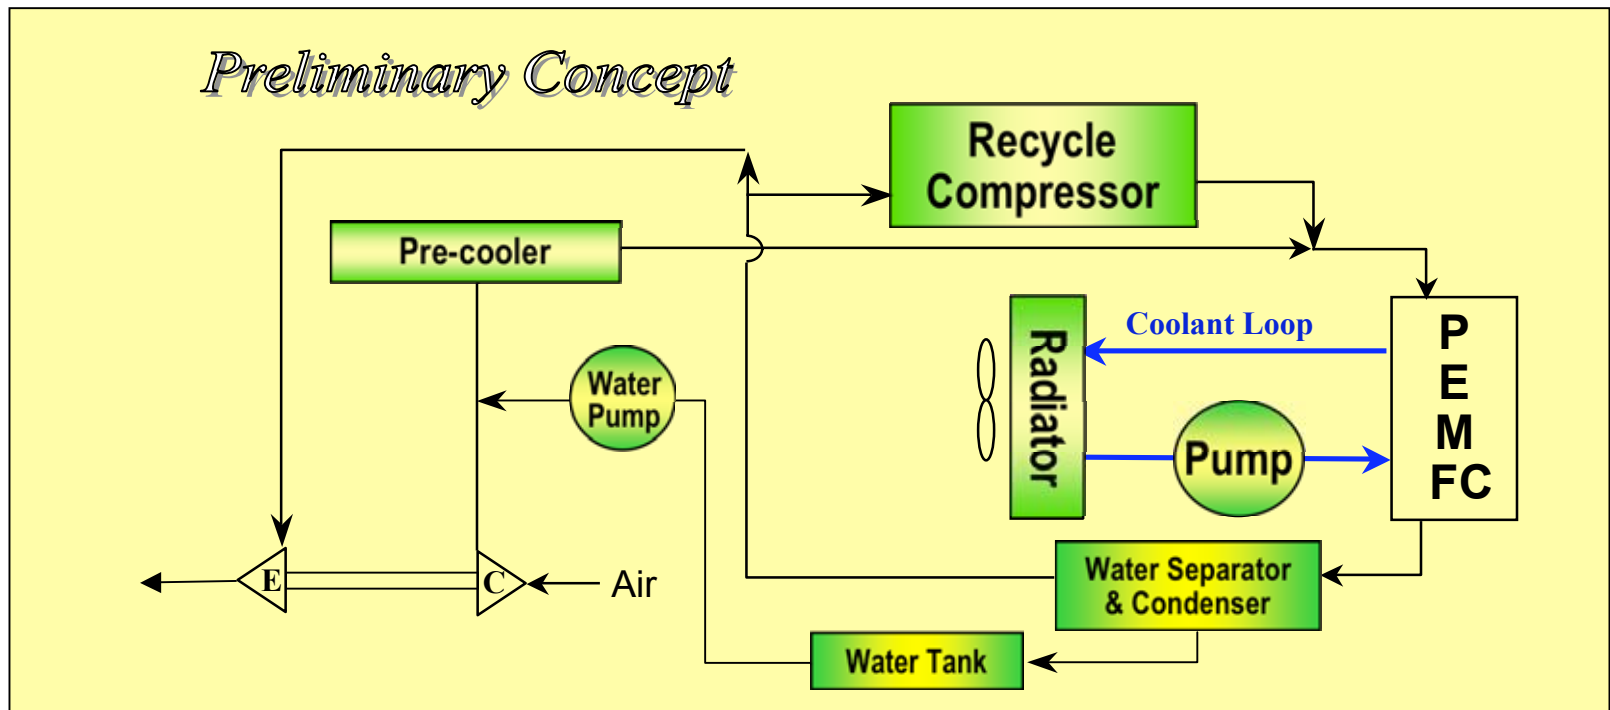 Preliminary Concept
Recycle
Compressor
Pre-cooler
Coolant Loop
Radiator
P
E
M
FC
Water
Pump
Pump
E
C
Air
Water Separator
& Condenser
Water Tank